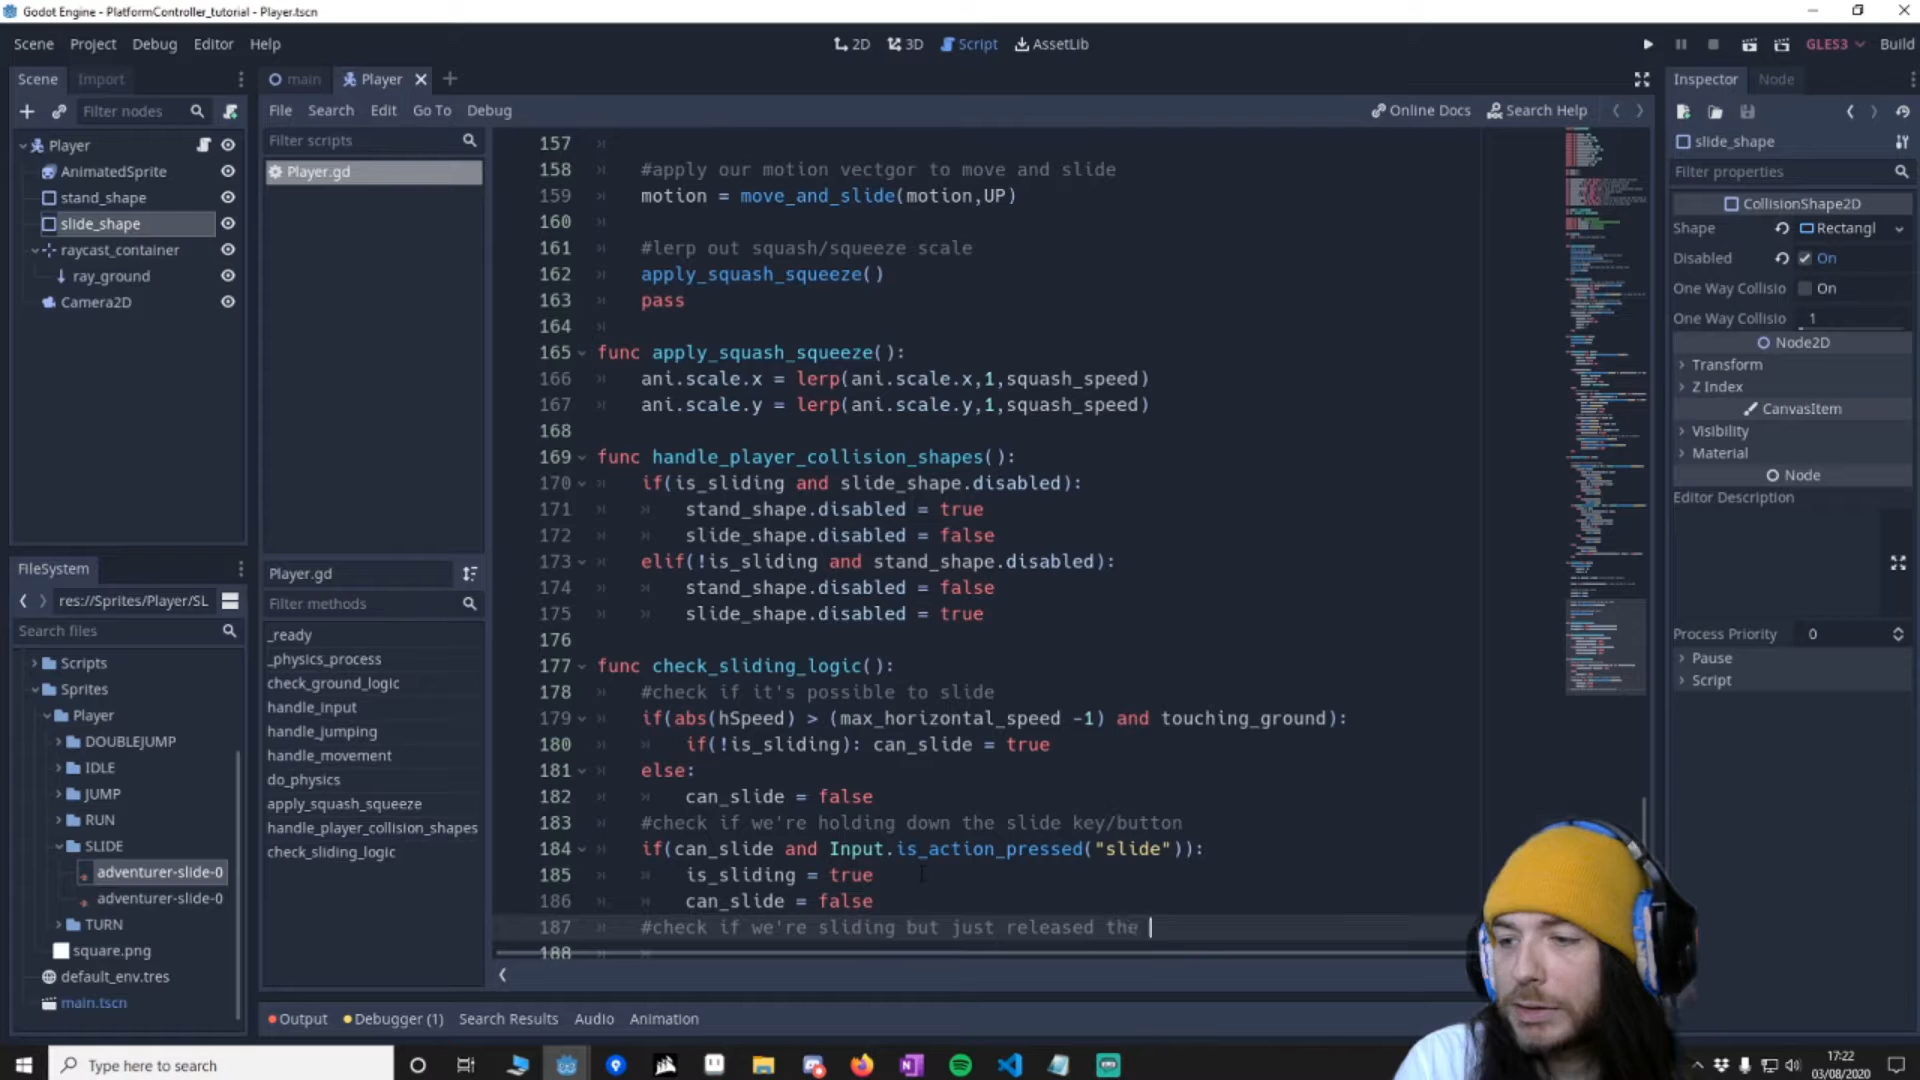 Godot Engine - PlatformController_tutorial - Player.tscn
Scene Project Debug Editor Help
2D 3D Script AssetLib
GLES3 Build
Scene Import
main Player
Inspector Node
Filter nodes
File Search Edit Go To Debug
Online Docs Search Help
Player
AnimatedSprite
stand_shape
slide_shape
raycast_container
ray_ground
Camera2D
Filter scripts
Player.gd
157
158 #apply our motion vectgor to move and slide
159 motion = move_and_slide(motion,UP)
160
161 #lerp out squash/squeeze scale
162 apply_squash_squeeze()
163 pass
164
165 func apply_squash_squeeze():
166 ani.scale.x = lerp(ani.scale.x,1,squash_speed)
167 ani.scale.y = lerp(ani.scale.y,1,squash_speed)
168
169 func handle_player_collision_shapes():
170 if(is_sliding and slide_shape.disabled):
171 stand_shape.disabled = true
172 slide_shape.disabled = false
173 elif(!is_sliding and stand_shape.disabled):
174 stand_shape.disabled = false
175 slide_shape.disabled = true
176
177 func check_sliding_logic():
178 #check if it's possible to slide
179 if(abs(hSpeed) > (max_horizontal_speed -1) and touching_ground):
180 if(!is_sliding): can_slide = true
181 else:
182 can_slide = false
183 #check if we're holding down the slide key/button
184 if(can_slide and Input.is_action_pressed("slide")):
185 is_sliding = true
186 can_slide = false
187 #check if we're sliding but just released the
188
slide_shape
Filter properties
CollisionShape2D
Shape Rectangl
Disabled On
One Way Collisio On
One Way Collisio 1
Node2D
Transform
Z Index
CanvasItem
Visibility
Material
Node
Editor Description
Process Priority 0
Pause
Script
FileSystem
res://Sprites/Player/SL
Search files
Scripts
Sprites
Player
DOUBLEJUMP
IDLE
JUMP
RUN
SLIDE
adventurer-slide-0
adventurer-slide-0
TURN
square.png
default_env.tres
main.tscn
Player.gd
Filter methods
_ready
_physics_process
check_ground_logic
handle_input
handle_jumping
handle_movement
do_physics
apply_squash_squeeze
handle_player_collision_shapes
check_sliding_logic
Output Debugger (1) Search Results Audio Animation
Type here to search
17:22
03/08/2020